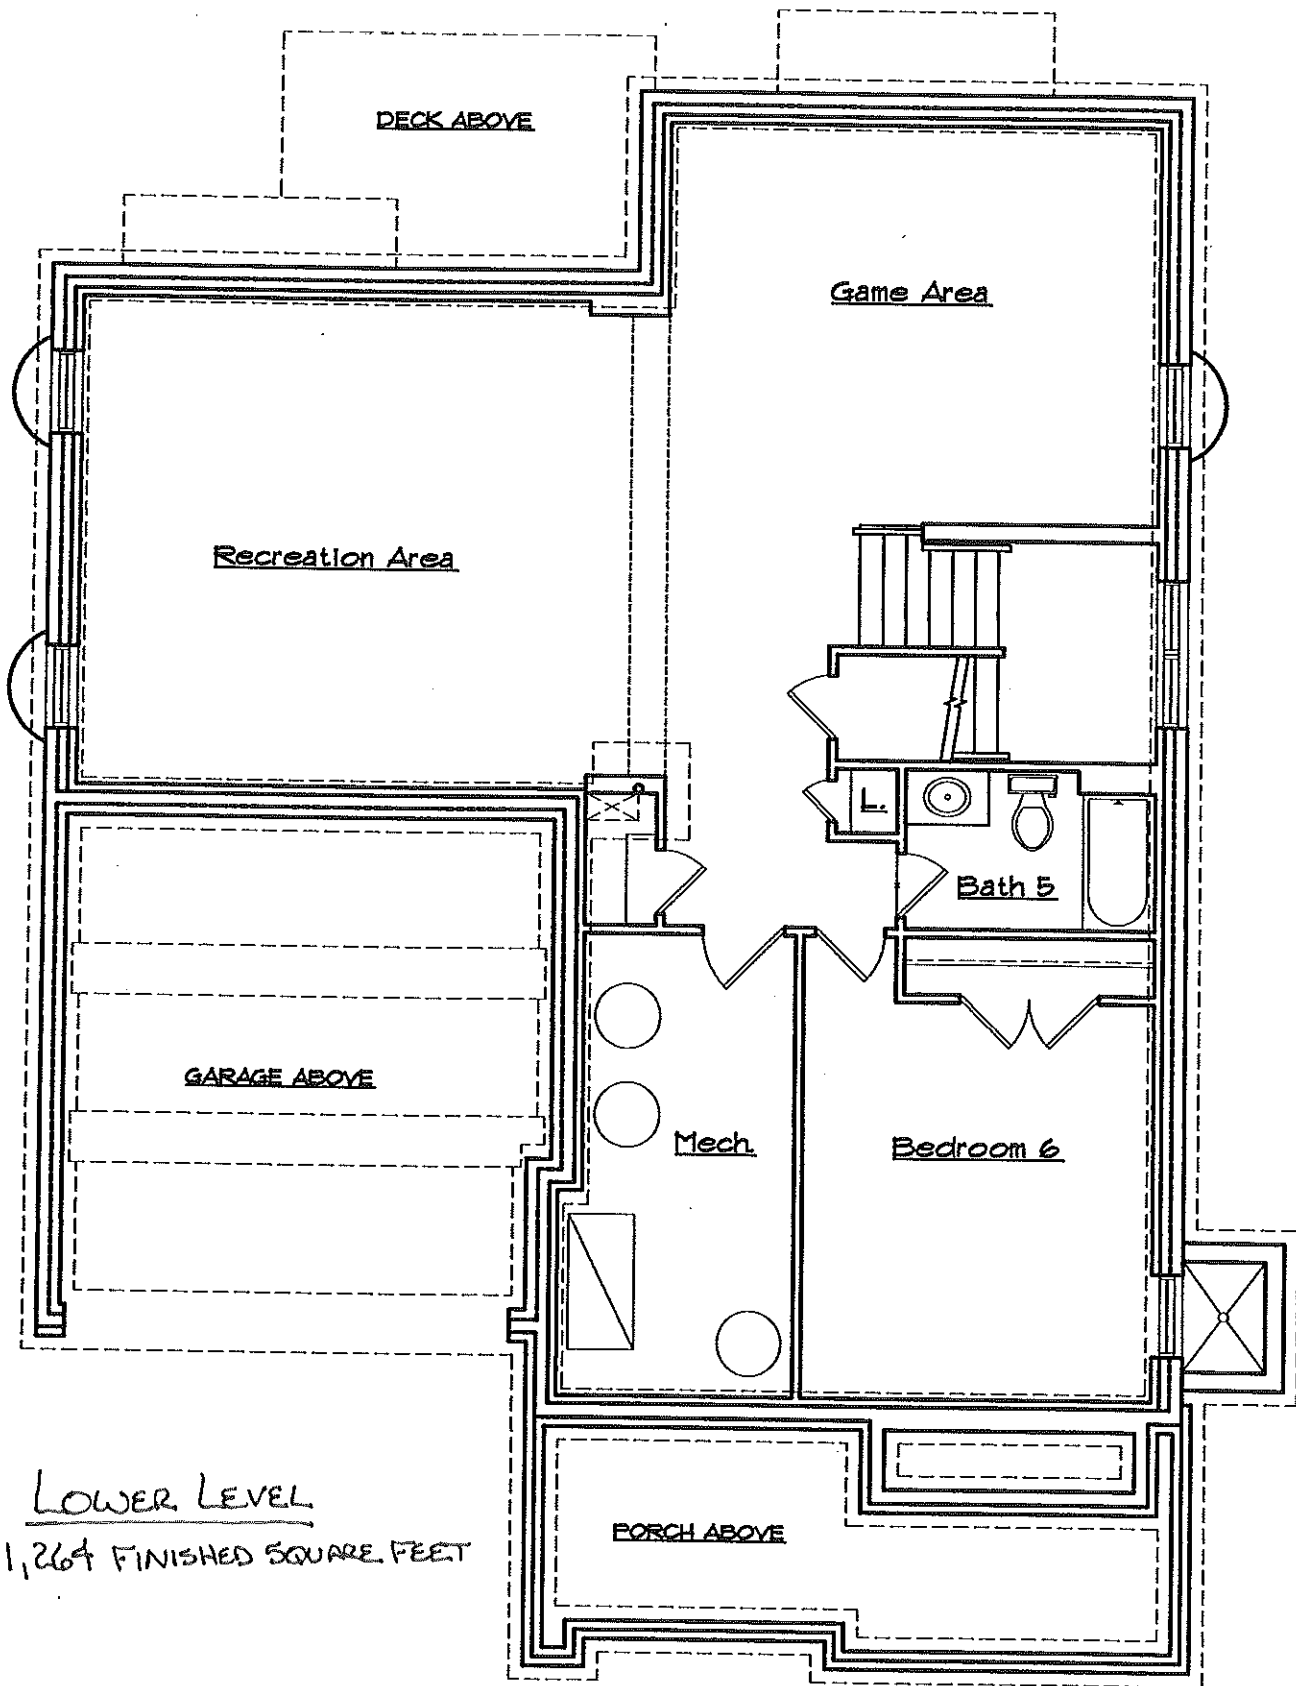 DECK ABOVE
Game Area
Recreation Area
L.
Bath 5
GARAGE ABOVE
Mech.
Bedroom 6
LOWER LEVEL
1,264 FINISHED SQUARE FEET
PORCH ABOVE